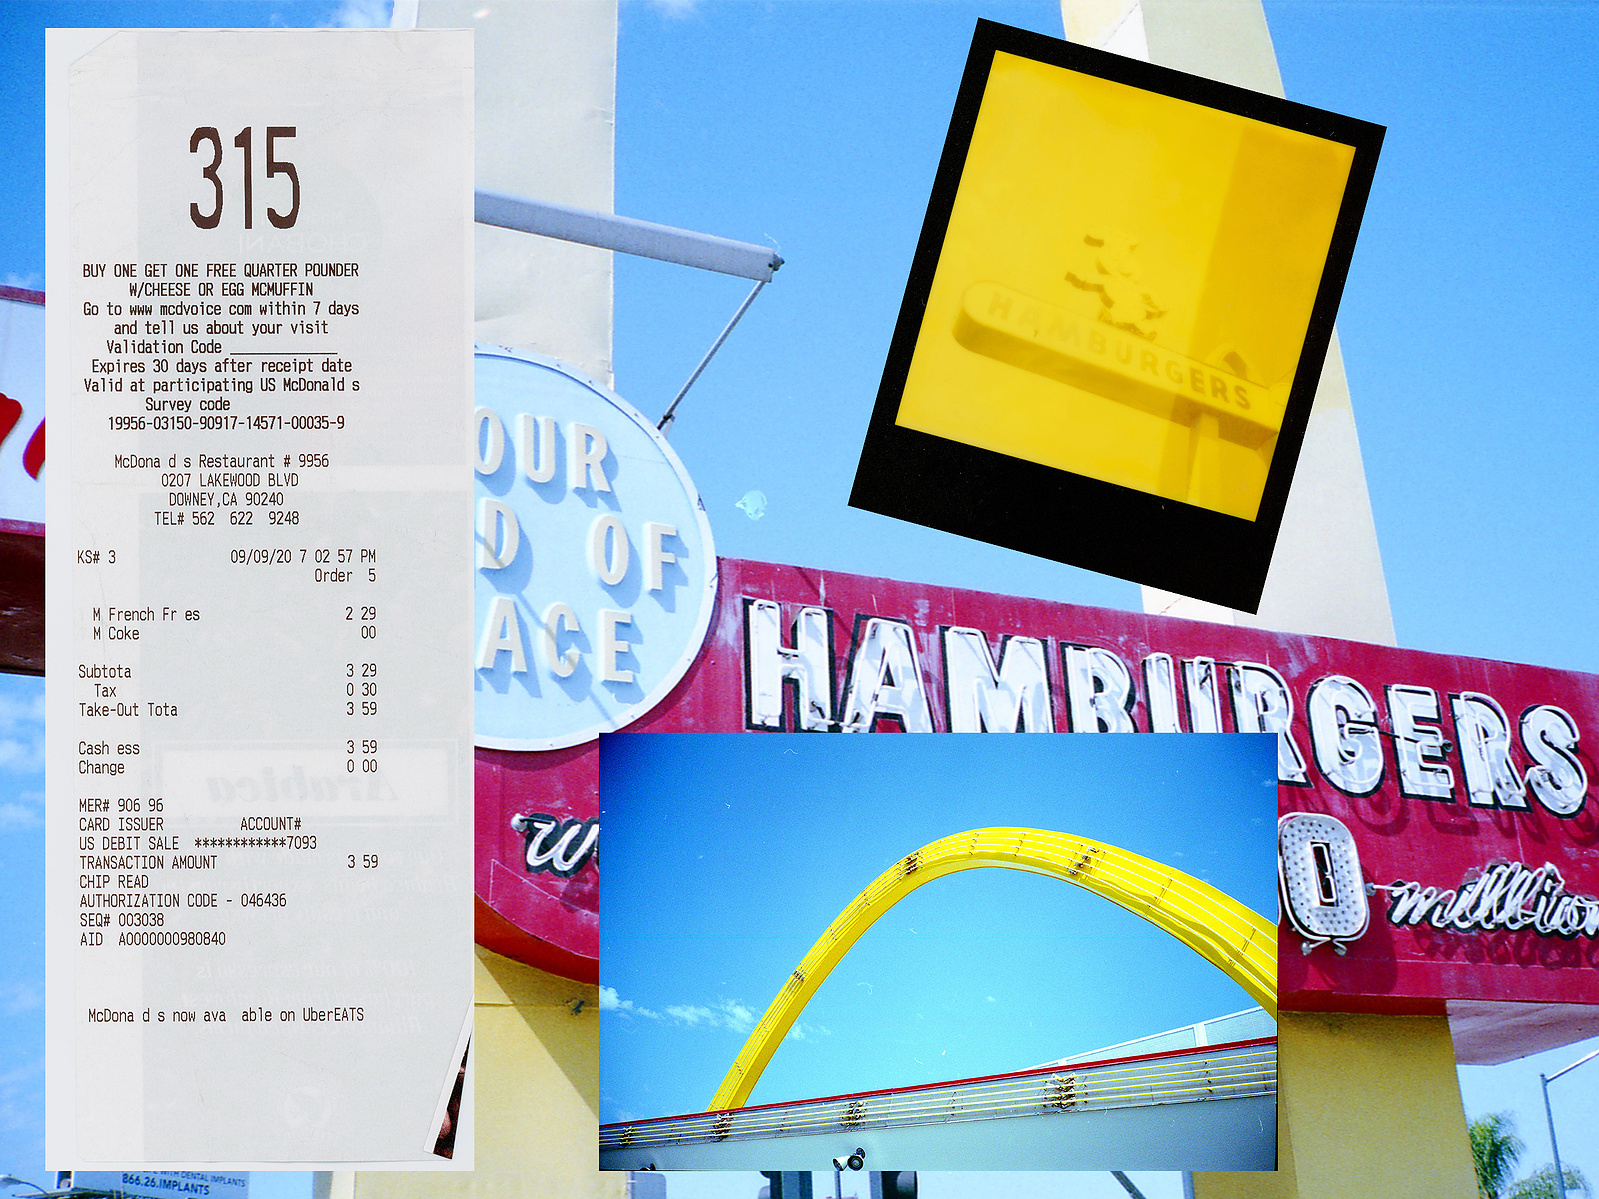 315
BUY ONE GET ONE FREE QUARTER POUNDER
W/CHEESE OR EGG MCMUFFIN
Go to www mcdvoice com within 7 days
and tell us about your visit
Validation Code ____________
Expires 30 days after receipt date
Valid at participating US McDonald s
Survey code
19956-03150-90917-14571-00035-9
McDona d s Restaurant # 9956
0207 LAKEWOOD BLVD
DOWNEY,CA 90240
TEL# 562 622 9248
KS# 3 09/09/20 7 02 57 PM
Order 5
M French Fr es 2 29
M Coke 00
Subtota 3 29
Tax 0 30
Take-Out Tota 3 59
Cash ess 3 59
Change 0 00
MER# 906 96
CARD ISSUER ACCOUNT#
US DEBIT SALE ************7093
TRANSACTION AMOUNT 3 59
CHIP READ
AUTHORIZATION CODE - 046436
SEQ# 003038
AID A0000000980840
McDona d s now ava able on UberEATS
HAMBURGERS
OUR
D OF
ACE
HAMBURGERS
w
0 million
WITH DENTAL IMPLANTS
866.26.IMPLANTS
CHOBANI
Arabica